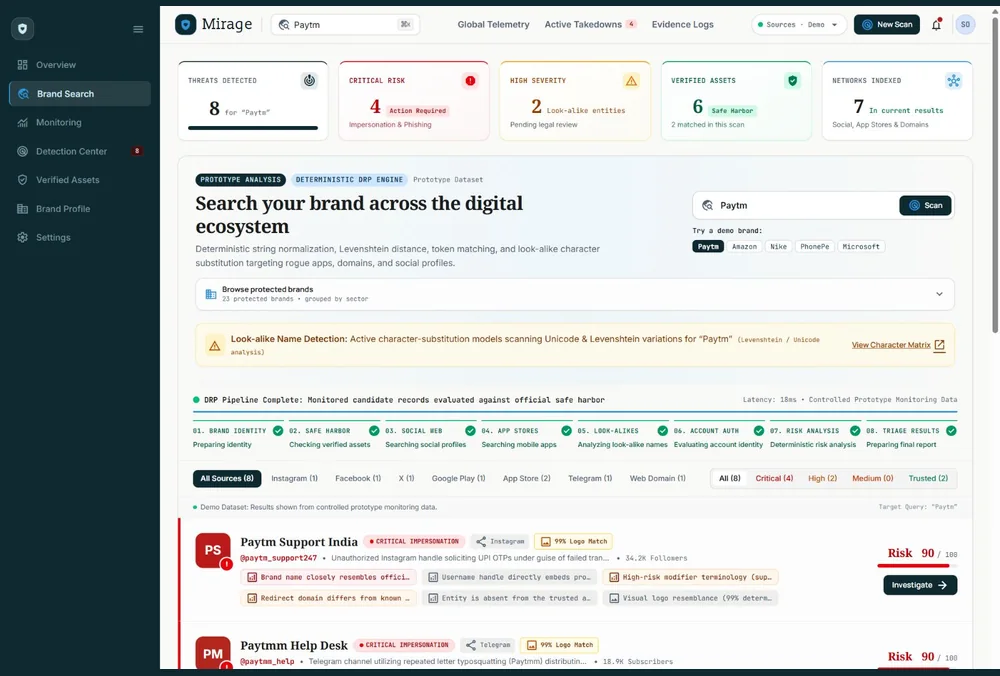 Mirage
Paytm
⌘K
Global Telemetry
Active Takedowns 4
Evidence Logs
Sources · Demo
New Scan
SO
Overview
Brand Search
Monitoring
Detection Center 8
Verified Assets
Brand Profile
Settings
THREATS DETECTED
8 for "Paytm"
CRITICAL RISK
4 Action Required
Impersonation & Phishing
HIGH SEVERITY
2 Look-alike entities
Pending legal review
VERIFIED ASSETS
6 Safe Harbor
2 matched in this scan
NETWORKS INDEXED
7 In current results
Social, App Stores & Domains
PROTOTYPE ANALYSIS DETERMINISTIC DRP ENGINE Prototype Dataset
Search your brand across the digital
ecosystem
Deterministic string normalization, Levenshtein distance, token matching, and look-alike character
substitution targeting rogue apps, domains, and social profiles.
Paytm
Scan
Try a demo brand:
Paytm Amazon Nike PhonePe Microsoft
Browse protected brands
23 protected brands • grouped by sector
Look-alike Name Detection: Active character-substitution models scanning Unicode & Levenshtein variations for "Paytm" (Levenshtein / Unicode
analysis)
View Character Matrix
DRP Pipeline Complete: Monitored candidate records evaluated against official safe harbor
Latency: 18ms • Controlled Prototype Monitoring Data
01. BRAND IDENTITY
Preparing identity
02. SAFE HARBOR
Checking verified assets
03. SOCIAL WEB
Searching social profiles
04. APP STORES
Searching mobile apps
05. LOOK-ALIKES
Analyzing look-alike names
06. ACCOUNT AUTH
Evaluating account identity
07. RISK ANALYSIS
Deterministic risk analysis
08. TRIAGE RESULTS
Preparing final report
All Sources (8) Instagram (1) Facebook (1) X (1) Google Play (1) App Store (2) Telegram (1) Web Domain (1)
All (8) Critical (4) High (2) Medium (0) Trusted (2)
Demo Dataset: Results shown from controlled prototype monitoring data.
Target Query: "Paytm"
PS
Paytm Support India CRITICAL IMPERSONATION Instagram 99% Logo Match
@paytm_support247 • Unauthorized Instagram handle soliciting UPI OTPs under guise of failed tran... • 34.2K Followers
Brand name closely resembles offici… Username handle directly embeds pro… High-risk modifier terminology (sup…
Redirect domain differs from known … Entity is absent from the trusted a… Visual logo resemblance (99% determ…
Risk 90 / 100
Investigate →
PM
Paytmm Help Desk CRITICAL IMPERSONATION Telegram 99% Logo Match
@paytmm_help • Telegram channel utilizing repeated letter typosquatting (Paytmm) distributin... • 18.9K Subscribers
Risk 90 / 100